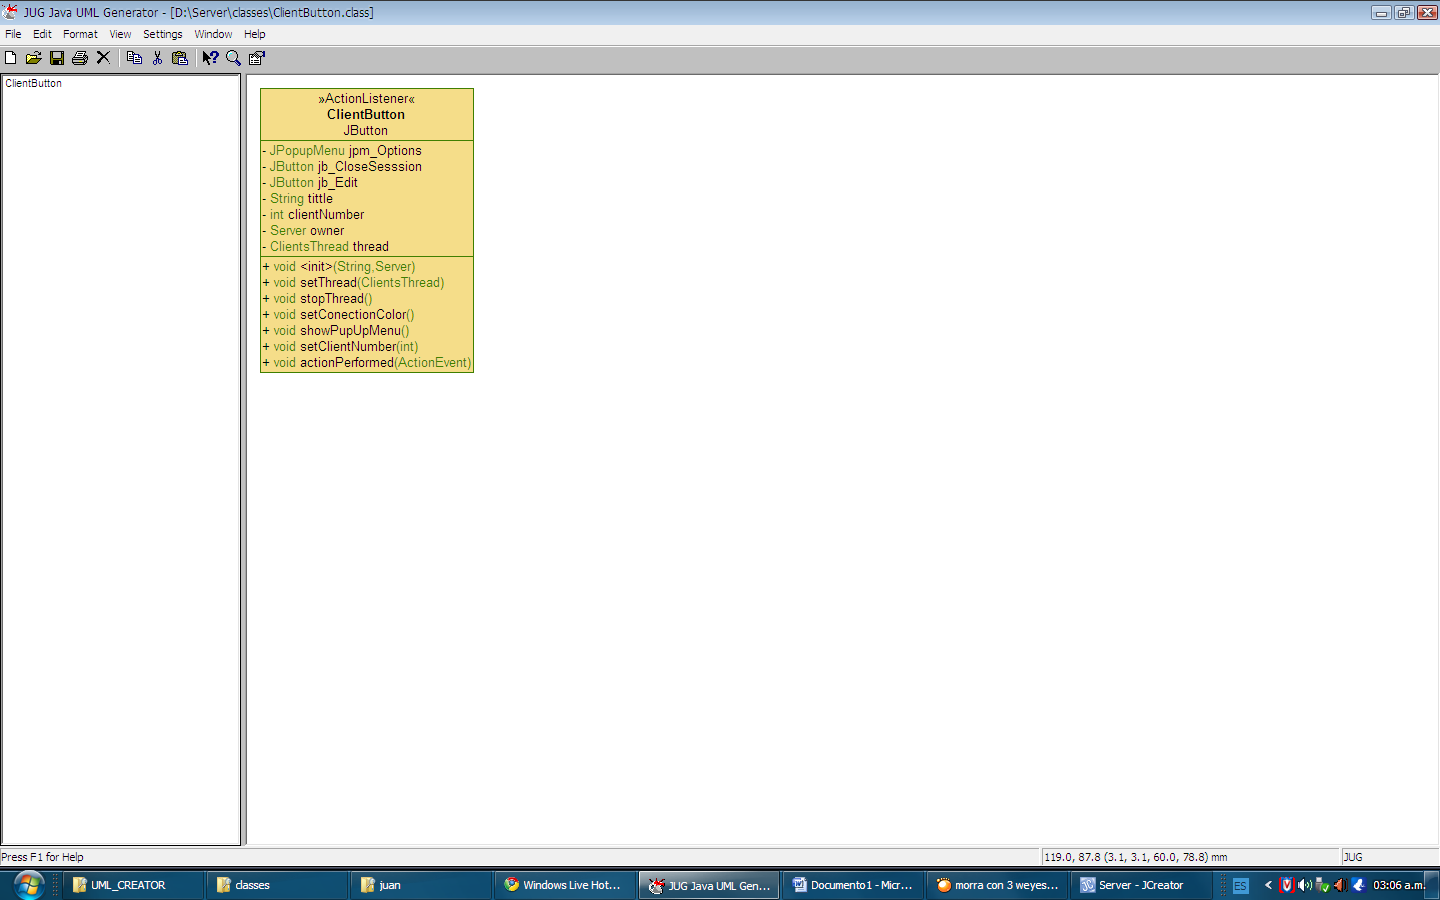 JUG Java UML Generator - [D:\Server\classes\ClientButton.class]
File Edit Format View Settings Window Help
ClientButton
»ActionListener«
ClientButton
JButton
- JPopupMenu jpm_Options
- JButton jb_CloseSesssion
- JButton jb_Edit
- String tittle
- int clientNumber
- Server owner
- ClientsThread thread
+ void <init>(String,Server)
+ void setThread(ClientsThread)
+ void stopThread()
+ void setConectionColor()
+ void showPupUpMenu()
+ void setClientNumber(int)
+ void actionPerformed(ActionEvent)
Press F1 for Help 119.0, 87.8 (3.1, 3.1, 60.0, 78.8) mm JUG
UML_CREATOR classes juan Windows Live Hot... JUG Java UML Gen... Documento1 - Micr... morra con 3 weyes... Server - JCreator ES < 03:06 a.m.